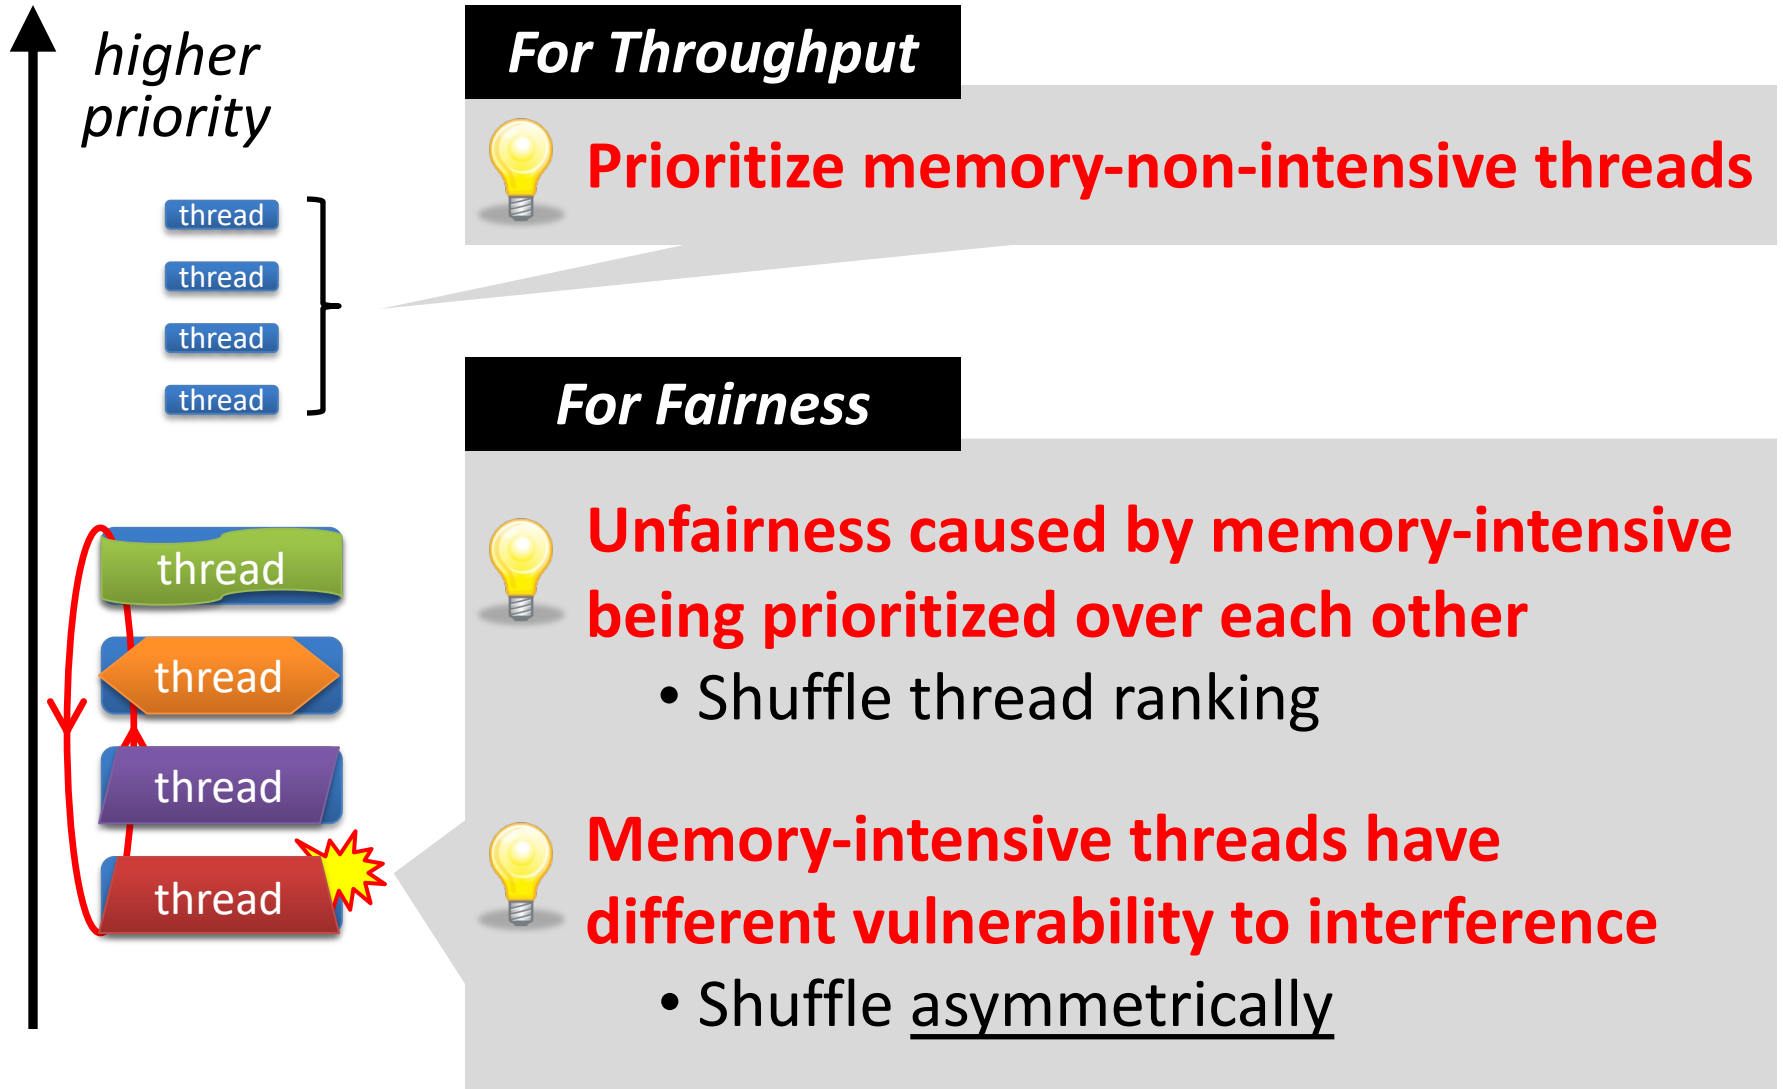 higher
priority
thread
thread
thread
thread
thread
thread
thread
thread
For Throughput
Prioritize memory-non-intensive threads
For Fairness
Unfairness caused by memory-intensive
being prioritized over each other
• Shuffle thread ranking
Memory-intensive threads have
different vulnerability to interference
• Shuffle asymmetrically